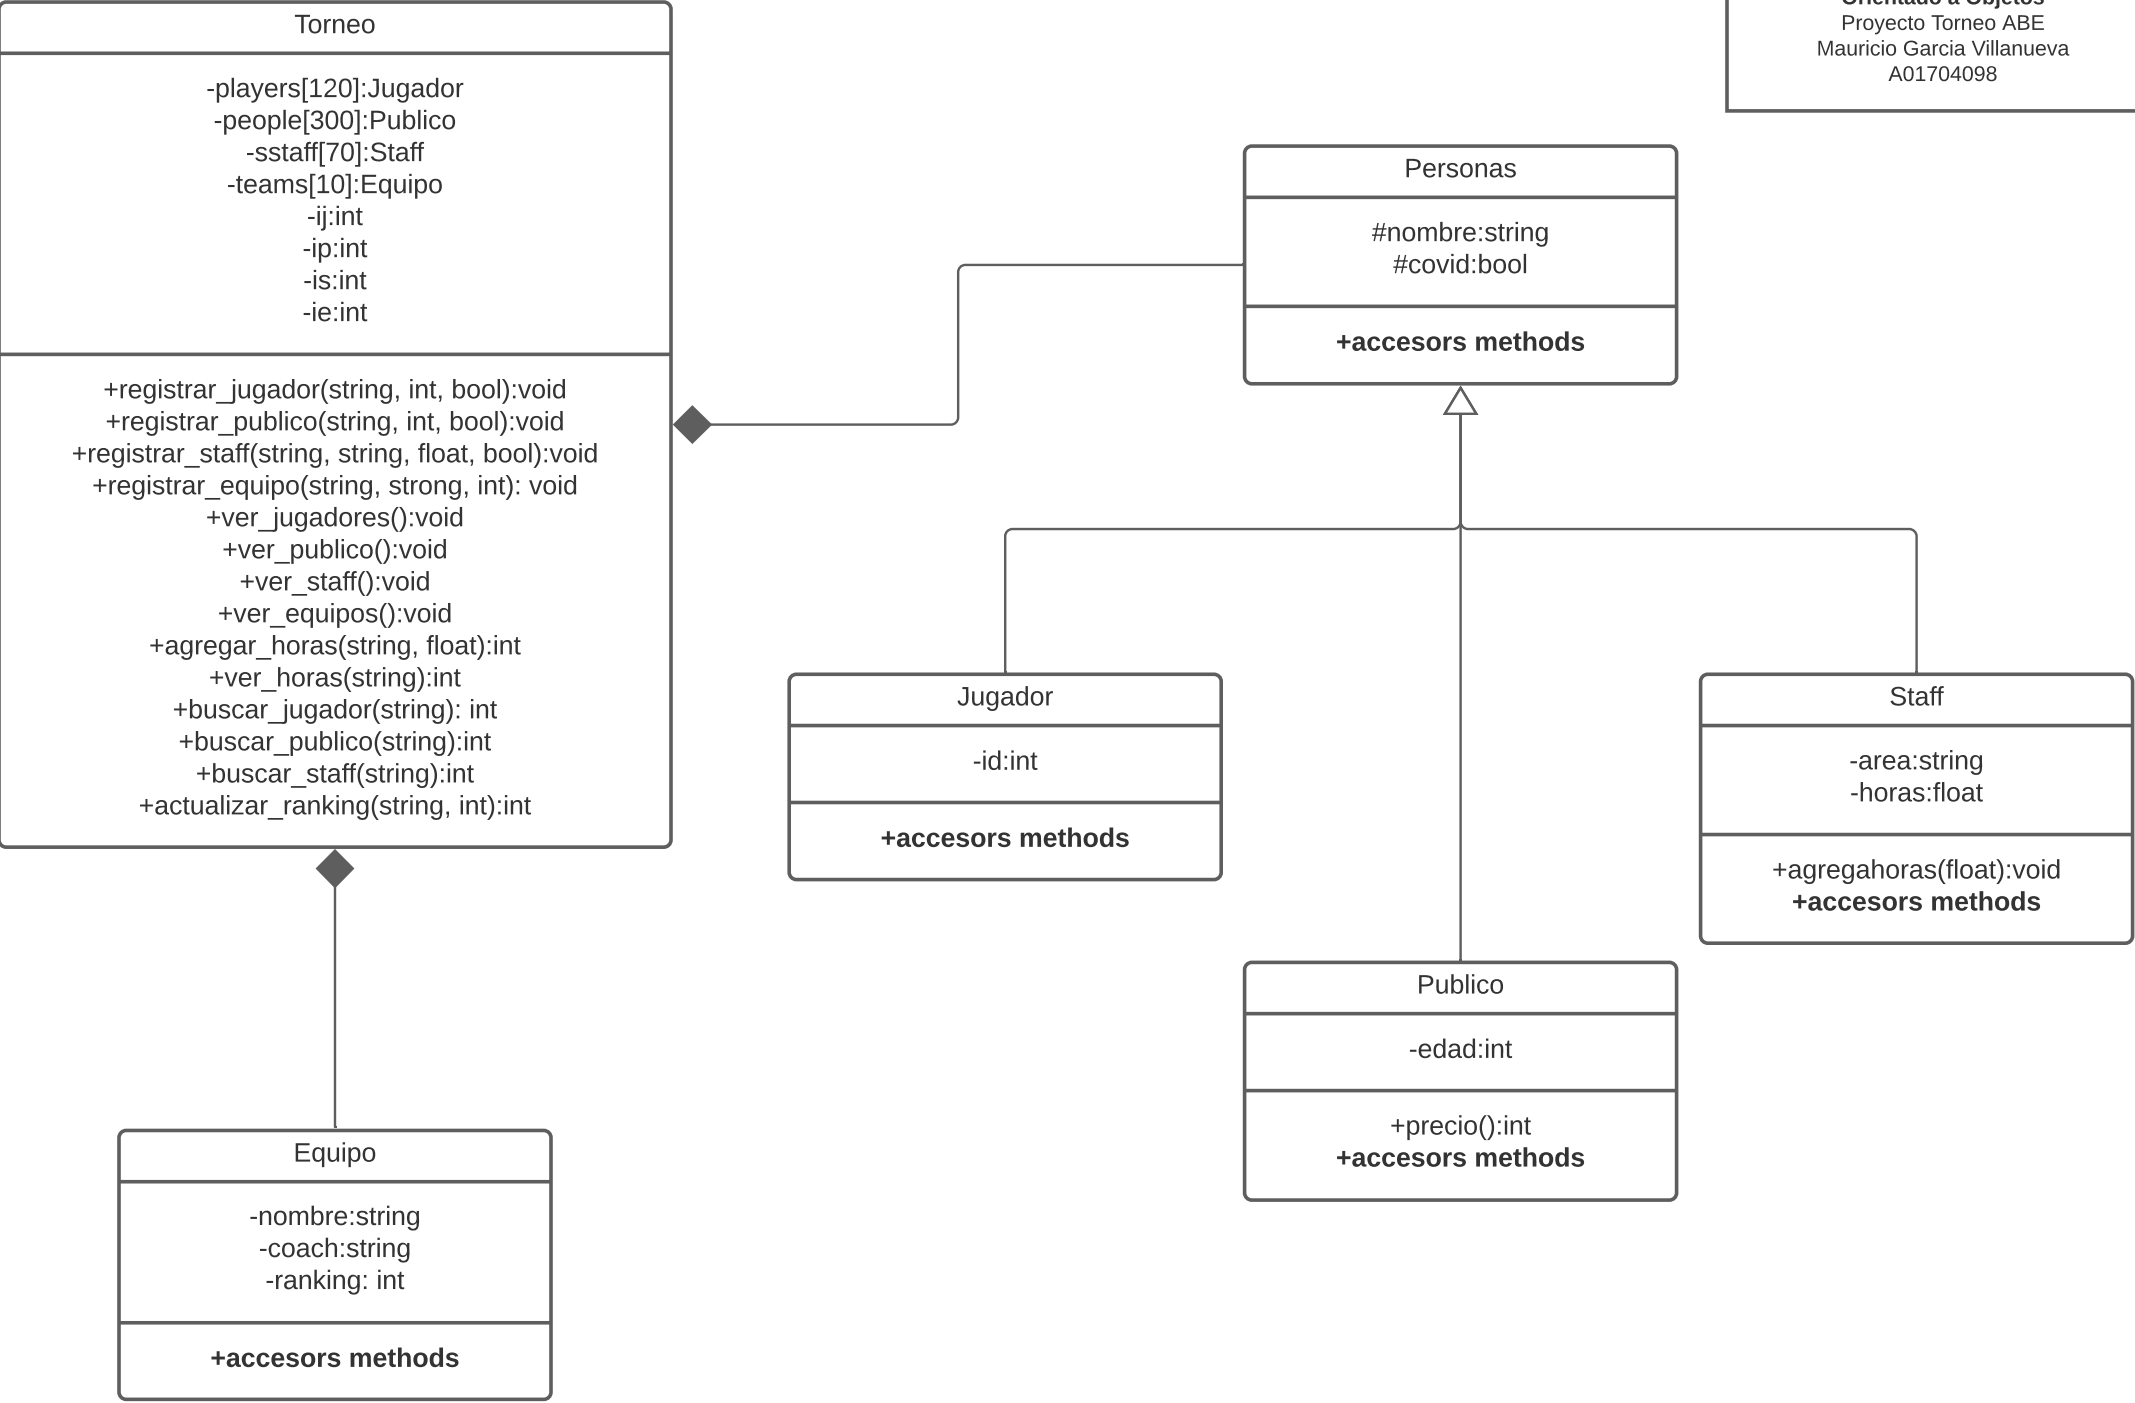 Torneo
-players[120]:Jugador
-people[300]:Publico
-sstaff[70]:Staff
-teams[10]:Equipo
-ij:int
-ip:int
-is:int
-ie:int
+registrar_jugador(string, int, bool):void
+registrar_publico(string, int, bool):void
+registrar_staff(string, string, float, bool):void
+registrar_equipo(string, strong, int): void
+ver_jugadores():void
+ver_publico():void
+ver_staff():void
+ver_equipos():void
+agregar_horas(string, float):int
+ver_horas(string):int
+buscar_jugador(string): int
+buscar_publico(string):int
+buscar_staff(string):int
+actualizar_ranking(string, int):int
Orientado a Objetos
Proyecto Torneo ABE
Mauricio Garcia Villanueva
A01704098
Personas
#nombre:string
#covid:bool
+accesors methods
Jugador
-id:int
+accesors methods
Staff
-area:string
-horas:float
+agregahoras(float):void
+accesors methods
Publico
-edad:int
+precio():int
+accesors methods
Equipo
-nombre:string
-coach:string
-ranking: int
+accesors methods